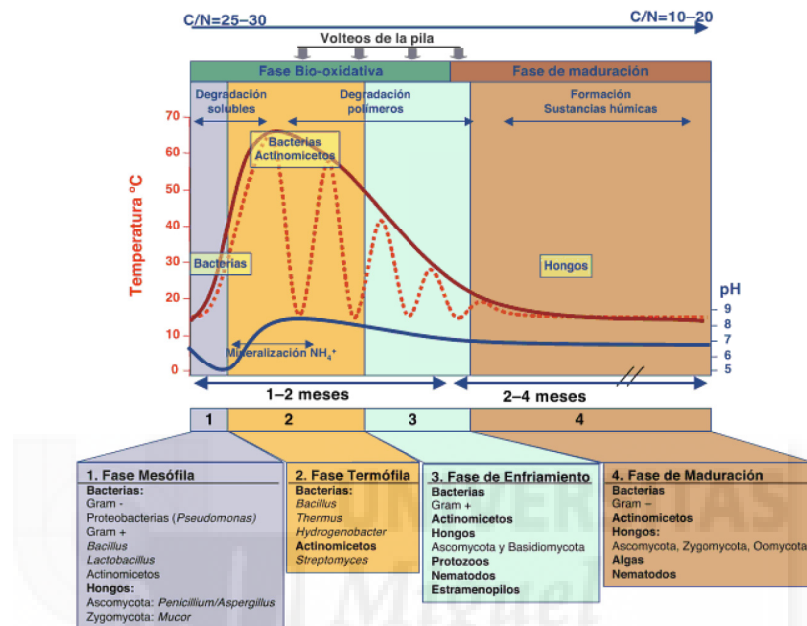 C/N=25–30
C/N=10–20
Volteos de la pila
Fase Bio-oxidativa
Fase de maduración
Degradación
solubles
Degradación
polímeros
Formación
Sustancias húmicas
Temperatura ºC
70
60
50
40
30
20
10
0
Bacterias
Actinomicetos
Bacterias
Hongos
pH
9
8
7
6
5
Mineralización NH₄⁺
1–2 meses
2–4 meses
1
2
3
4
1. Fase Mesófila
Bacterias:
Gram -
Proteobacterias (Pseudomonas)
Gram +
Bacillus
Lactobacillus
Actinomicetos
Hongos:
Ascomycota: Penicillium/Aspergillus
Zygomycota: Mucor
2. Fase Termófila
Bacterias:
Bacillus
Thermus
Hydrogenobacter
Actinomicetos
Streptomyces
3. Fase de Enfriamiento
Bacterias
Gram +
Actinomicetos
Hongos
Ascomycota y Basidiomycota
Protozoos
Nematodos
Estramenopilos
4. Fase de Maduración
Bacterias
Gram –
Actinomicetos
Hongos:
Ascomycota, Zygomycota, Oomycota
Algas
Nematodos
UNIVERSITAS
Miguel